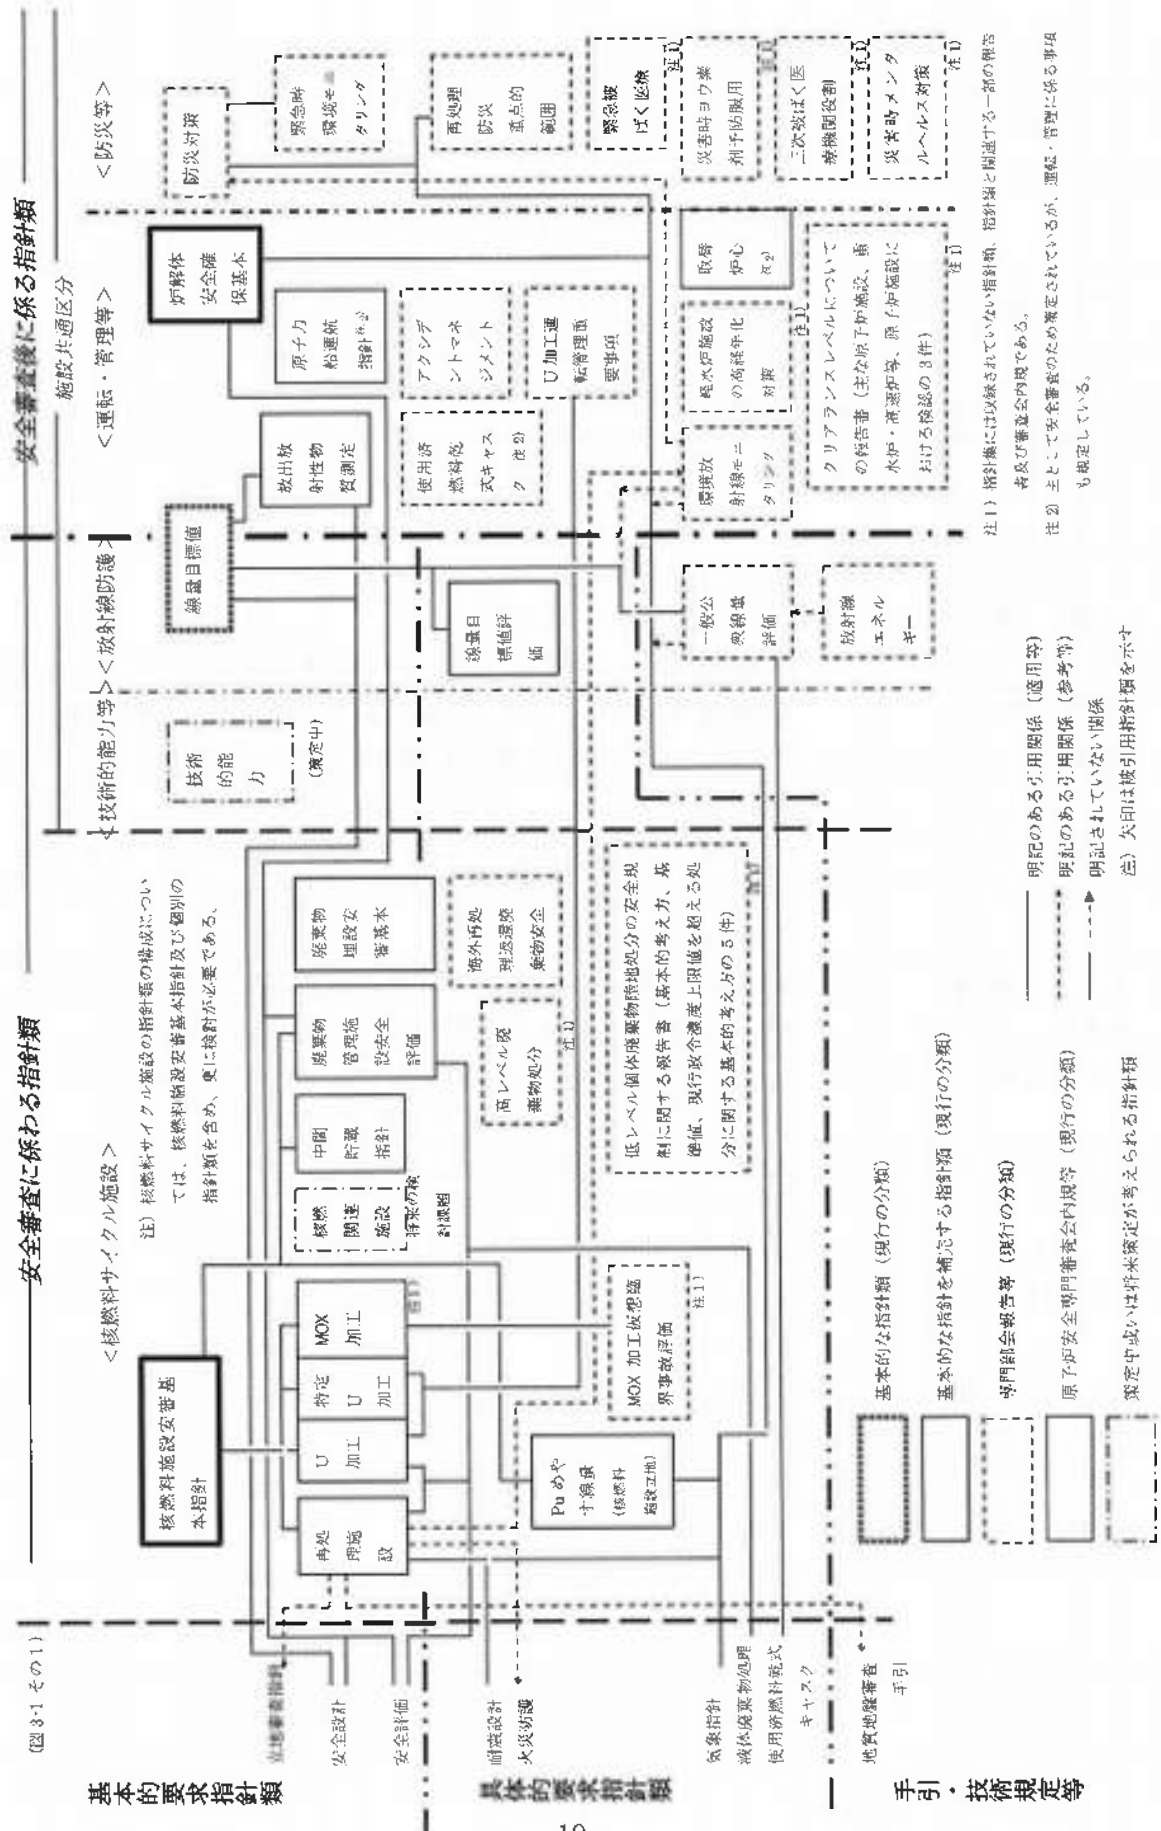 (図3-1 その1)
安全審査に係わる指針類
安全審査後に係る指針類
施設共通区分
<核燃料サイクル施設>
<技術的能力等>
<放射線防護>
<運転・管理等>
<防災等>
基本的要求指針類
具体的要求指針類
手引・技術規定等
注) 核燃料サイクル施設の指針類の構成につい
ては、核燃料施設安審基本指針及び個別の
指針類を含め、更に検討が必要である。
核燃料施設安審基
本指針
再処
理施
設
U
加工
特定
U
加工
MOX
加工
注1)
核燃
関連
施設
将来の検
討課題
中間
貯蔵
指針
廃棄物
管理施
設安全
評価
廃棄物
埋設安
審基本
高レベル廃
棄物処分
注1)
海外再処
理返還廃
棄物安全
Puめや
す線量
(核燃料
施設立地)
MOX加工仮想臨
界事故評価
注1)
低レベル固体廃棄物陸地処分の安全規
制に関する報告書(基本的考え方、基
準値、現行政令濃度上限値を超える処
分に関する基本的考え方の5件)
立地審査指針
安全設計
安全評価
耐震設計
火災防護
気象指針
液体廃棄物処理
使用済燃料乾式
キャスク
地質地盤審査
手引
技術
的能
力
(策定中)
線量目標値
線量目
標値評
価
一般公
衆線量
評価
放射線
エネル
ギー
放出放
射性物
質測定
炉解体
安全確
保基本
原子力
船運航
指針(注2)
使用済
燃料乾
式キャス
ク(注2)
アクシデ
ントマネ
ジメント
U加工運
転管理重
要事項
環境放
射線モニ
タリング
軽水炉施設
の高経年化
対策
注1)
取替
炉心
注2)
クリアランスレベルについて
の報告書(主な原子炉施設、重
水炉・高速炉等、原子炉施設に
おける検認の3件)
注1)
防災対策
緊急時
環境モニ
タリング
再処理
防災
重点的
範囲
緊急被
ばく医療
注1)
災害時ヨウ素
剤予防服用
注1)
三次被ばく医
療機関役割
注1)
災害時メンタ
ルヘルス対策
注1)
注1) 指針集には収録されていない指針類、指針類と関連する一部の報告
書及び審査会内規である。
注2) 主として安全審査のため策定されているが、運転・管理に係る事項
も規定している。
基本的な指針類(現行の分類)
基本的な指針を補完する指針類(現行の分類)
専門部会報告等(現行の分類)
原子炉安全専門審査会内規等(現行の分類)
策定中或いは将来策定が考えられる指針類
明記のある引用関係(適用等)
明記のある引用関係(参考等)
明記されていない関係
注) 矢印は被引用指針類を示す
19